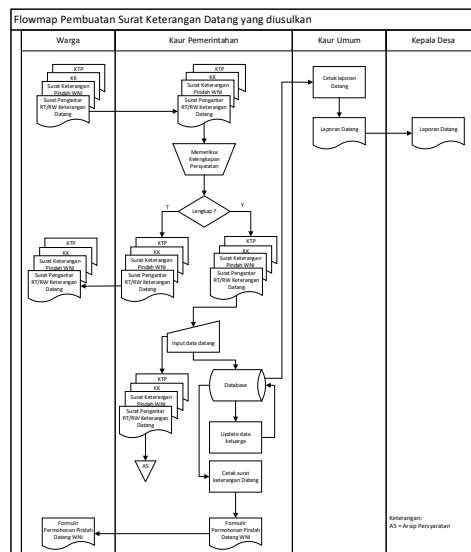 Flowmap Pembuatan Surat Keterangan Datang yang diusulkan
Warga
Kaur Pemerintahan
Kaur Umum
Kepala Desa
KTP
KK
Surat Keterangan
Pindah WNI
Surat Pengantar
RT/RW Keterangan
Datang
KTP
KK
Surat Keterangan
Pindah WNI
Surat Pengantar
RT/RW Keterangan
Datang
Cetak laporan
Datang
Laporan Datang
Laporan Datang
Memeriksa
Kelengkapan
Persyaratan
T
Lengkap ?
Y
KTP
KK
Surat Keterangan
Pindah WNI
Surat Pengantar
RT/RW Keterangan
Datang
KTP
KK
Surat Keterangan
Pindah WNI
Surat Pengantar
RT/RW Keterangan
Datang
KTP
KK
Surat Keterangan
Pindah WNI
Surat Pengantar
RT/RW Keterangan
Datang
Input data datang
KTP
KK
Surat Keterangan
Pindah WNI
Surat Pengantar
RT/RW Keterangan
Datang
Database
Update data
keluarga
AS
Cetak surat
keterangan Datang
Formulir
Permohonan Pindah
Datang WNI
Formulir
Permohonan Pindah
Datang WNI
Keterangan:
AS = Arsip Persyaratan